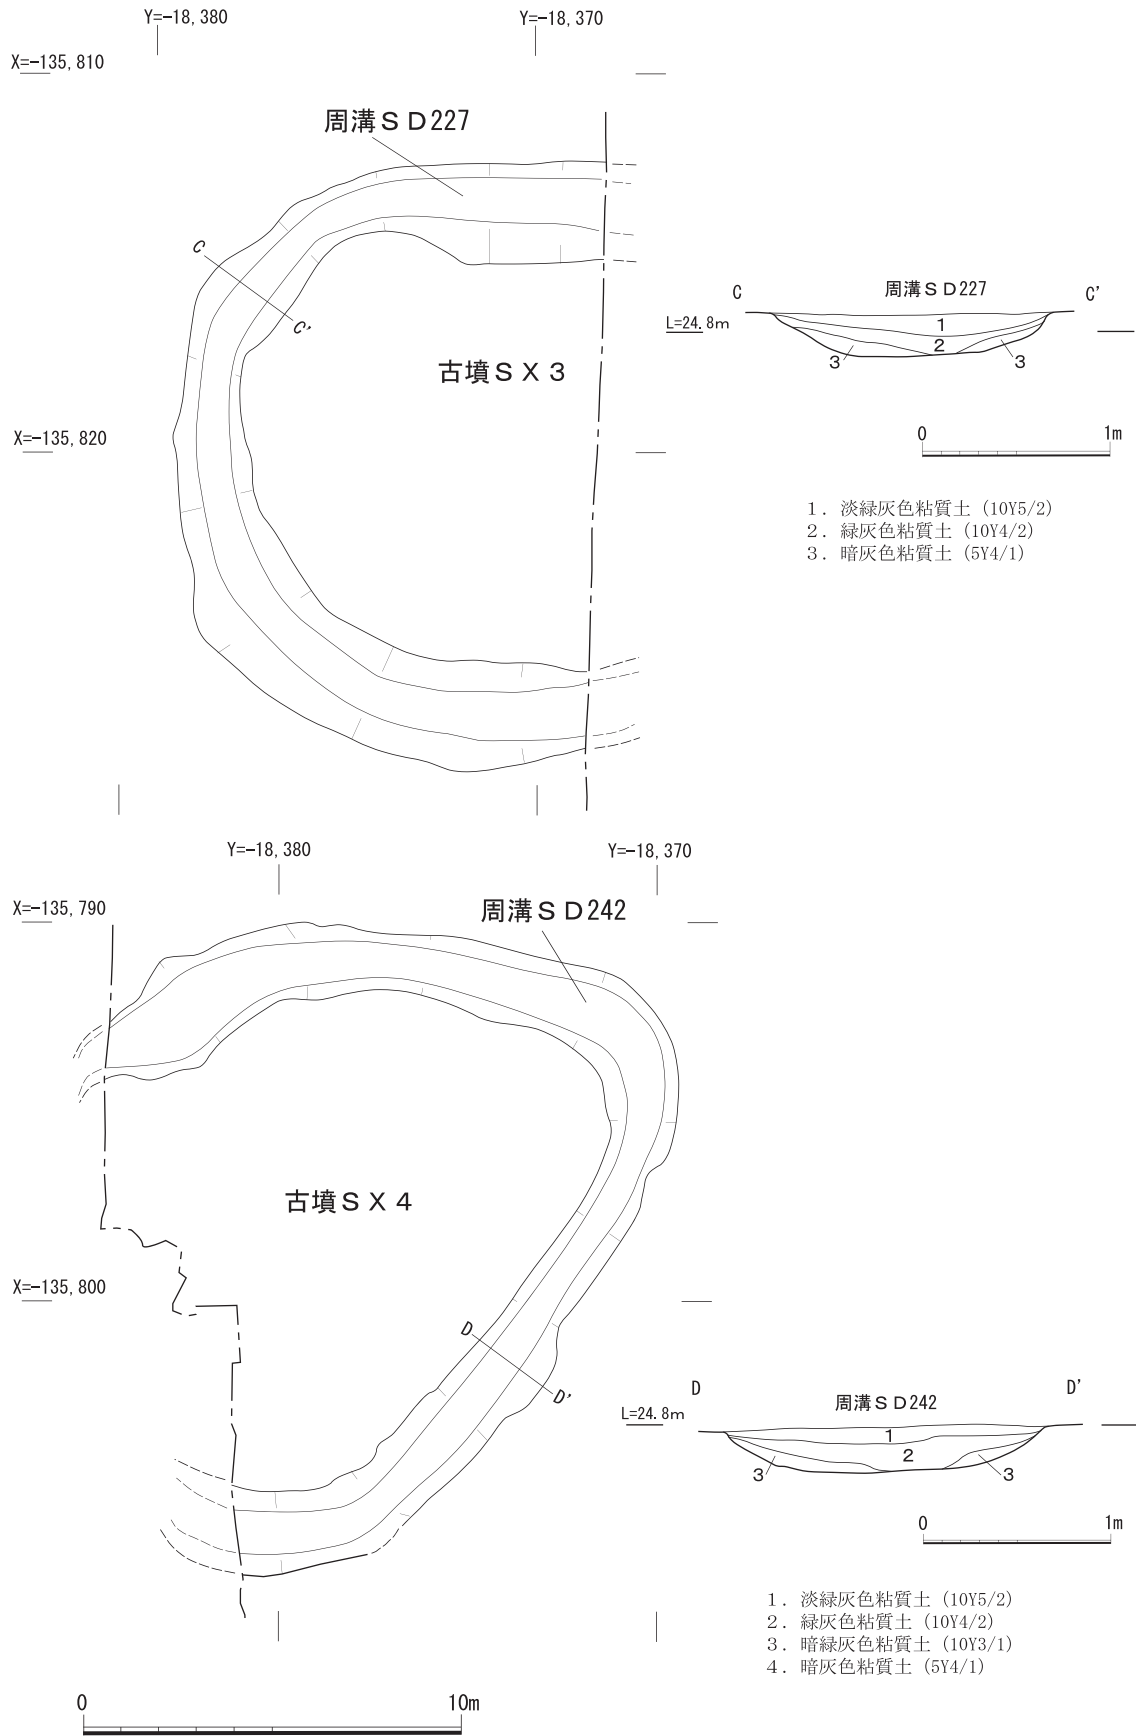 Y=-18,380
Y=-18,370
X=-135,810
周溝ＳＤ227
C
C'
古墳ＳＸ３
X=-135,820
C
周溝ＳＤ227
C'
L=24.8m
1
2
3
3
0
1m
１．淡緑灰色粘質土（10Y5/2）
２．緑灰色粘質土（10Y4/2）
３．暗灰色粘質土（5Y4/1）
Y=-18,380
Y=-18,370
X=-135,790
周溝ＳＤ242
古墳ＳＸ４
X=-135,800
D
D'
D
周溝ＳＤ242
D'
L=24.8m
1
2
3
3
0
1m
１．淡緑灰色粘質土（10Y5/2）
２．緑灰色粘質土（10Y4/2）
３．暗緑灰色粘質土（10Y3/1）
４．暗灰色粘質土（5Y4/1）
0
10m